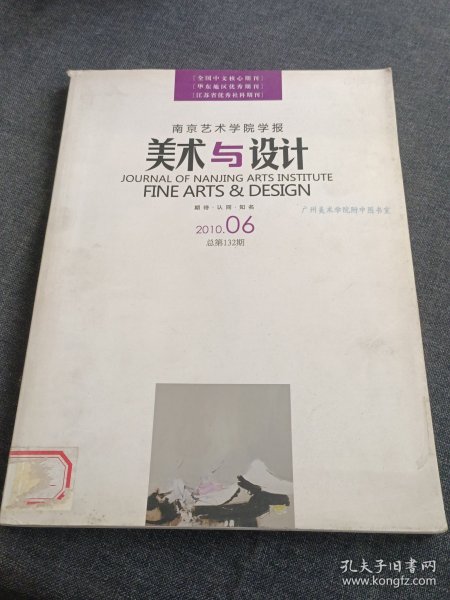 [全国中文核心期刊]
[华东地区优秀期刊]
[江苏省优秀社科期刊]
南京艺术学院学报
美术与设计
JOURNAL OF NANJING ARTS INSTITUTE
FINE ARTS & DESIGN
期待·认同·知名
2010.06
总第132期
广州美术学院附中图书室
孔夫子旧书网
www.kongfz.com